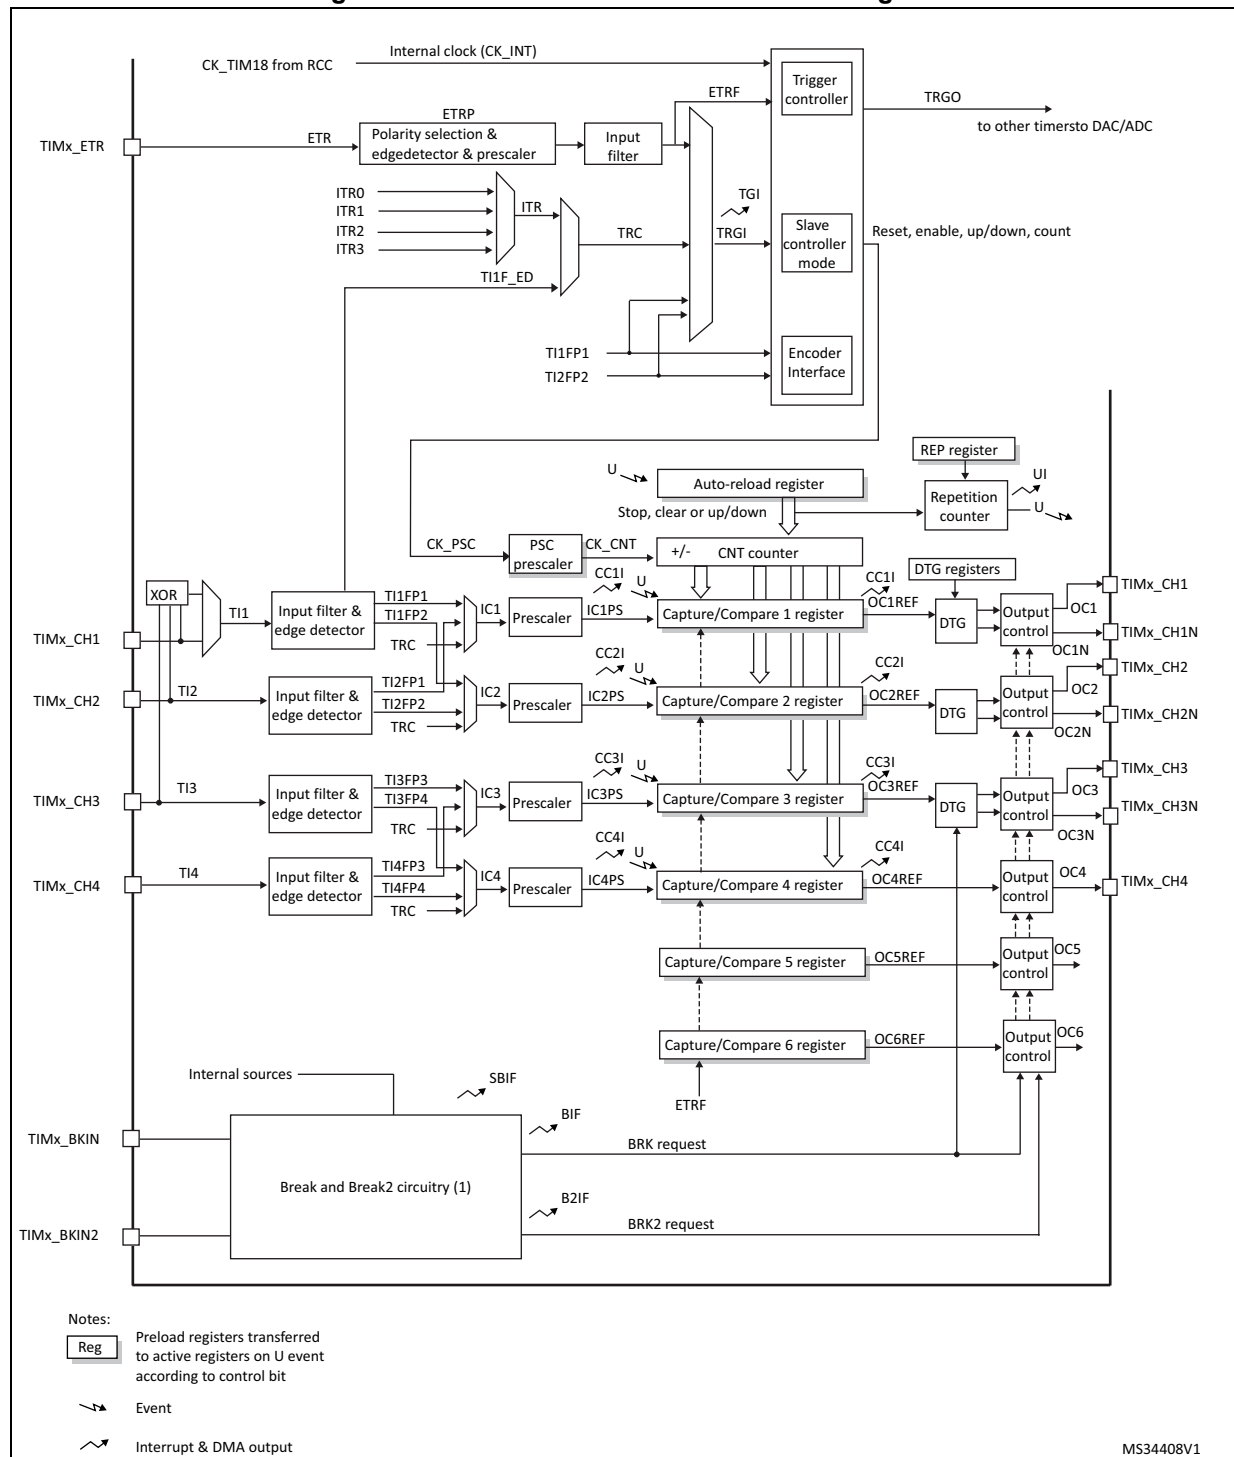 Internal clock (CK_INT)
CK_TIM18 from RCC
Trigger
controller
ETRF
TRGO
to other timersto DAC/ADC
ETRP
TIMx_ETR
ETR
Polarity selection &
edgedetector & prescaler
Input
filter
ITR0
ITR1
ITR2
ITR3
ITR
TGI
TRC
TRGI
Slave
controller
mode
Reset, enable, up/down, count
TI1F_ED
TI1FP1
TI2FP2
Encoder
Interface
REP register
U
Auto-reload register
UI
Repetition
counter
U
Stop, clear or up/down
CK_PSC
PSC
prescaler
CK_CNT
+/-
CNT counter
DTG registers
XOR
TI1
TIMx_CH1
Input filter &
edge detector
TI1FP1
TI1FP2
TRC
IC1
Prescaler
IC1PS
CC1I
U
Capture/Compare 1 register
CC1I
OC1REF
DTG
Output
control
OC1
OC1N
TIMx_CH1
TIMx_CH1N
TIMx_CH2
TI2
Input filter &
edge detector
TI2FP1
TI2FP2
TRC
IC2
Prescaler
IC2PS
CC2I
U
Capture/Compare 2 register
CC2I
OC2REF
DTG
Output
control
OC2
OC2N
TIMx_CH2
TIMx_CH2N
TIMx_CH3
TI3
Input filter &
edge detector
TI3FP3
TI3FP4
TRC
IC3
Prescaler
IC3PS
CC3I
U
Capture/Compare 3 register
CC3I
OC3REF
DTG
Output
control
OC3
OC3N
TIMx_CH3
TIMx_CH3N
TIMx_CH4
TI4
Input filter &
edge detector
TI4FP3
TI4FP4
TRC
IC4
Prescaler
IC4PS
CC4I
U
Capture/Compare 4 register
CC4I
OC4REF
Output
control
OC4
TIMx_CH4
Capture/Compare 5 register
OC5REF
Output
control
OC5
Capture/Compare 6 register
OC6REF
Output
control
OC6
ETRF
Internal sources
SBIF
TIMx_BKIN
BIF
BRK request
Break and Break2 circuitry (1)
TIMx_BKIN2
B2IF
BRK2 request
Notes:
Reg
Preload registers transferred
to active registers on U event
according to control bit
Event
Interrupt & DMA output
MS34408V1